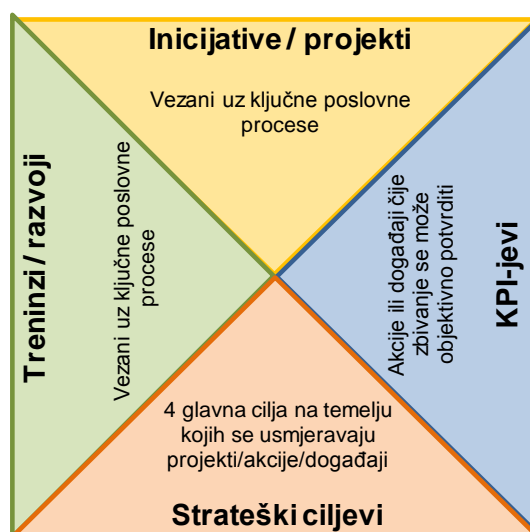 Inicijative / projekti
Vezani uz ključne poslovne
procese
Treninzi / razvoji
Vezani uz ključne poslovne
procese
Akcije ili događaji čije
zbivanje se može
objektivno potvrditi
KPI-jevi
4 glavna cilja na temelju
kojih se usmjeravaju
projekti/akcije/događaji
Strateški ciljevi